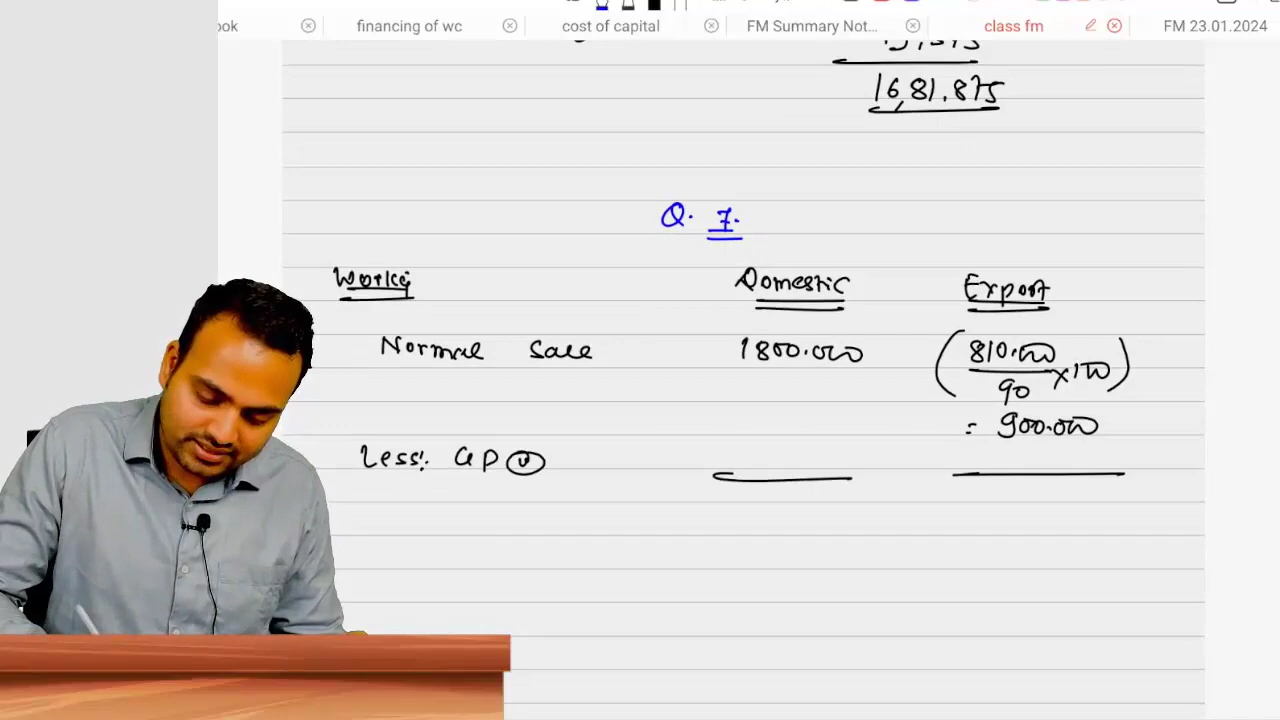 ook financing of wc cost of capital FM Summary Not... class fm FM 23.01.2024
16,81,875
Q. 7.
Domestic Export
Normal Sale 1800.000 (810.000/90 × 100)
= 900.000
Less: GP